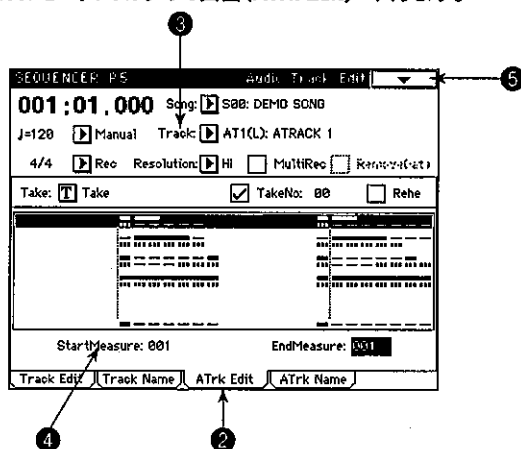 ❸
SEQUENCER P5 Audio Track Edit ▼ ❺
001:01.000 Song: S00: DEMO SONG
♩=120 Manual Track: AT1(L): ATRACK 1
4/4 Rec Resolution: Hi MultiRec
Take: T Take TakeNo: 00 Rehe
StartMeasure: 001 EndMeasure: 001
Track Edit Track Name ATrk Edit ATrk Name
❹ ❷